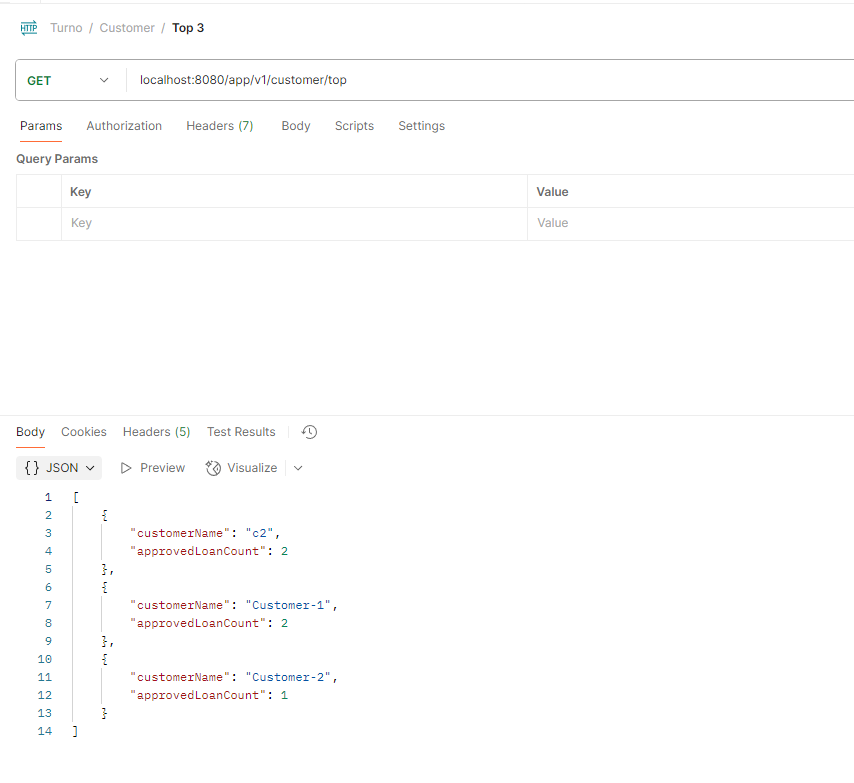 HTTP Turno / Customer / Top 3
GET localhost:8080/app/v1/customer/top
Params Authorization Headers (7) Body Scripts Settings
Query Params
Key Value
Key Value
Body Cookies Headers (5) Test Results
{} JSON Preview Visualize
1 [
2 {
3 "customerName": "c2",
4 "approvedLoanCount": 2
5 },
6 {
7 "customerName": "Customer-1",
8 "approvedLoanCount": 2
9 },
10 {
11 "customerName": "Customer-2",
12 "approvedLoanCount": 1
13 }
14 ]